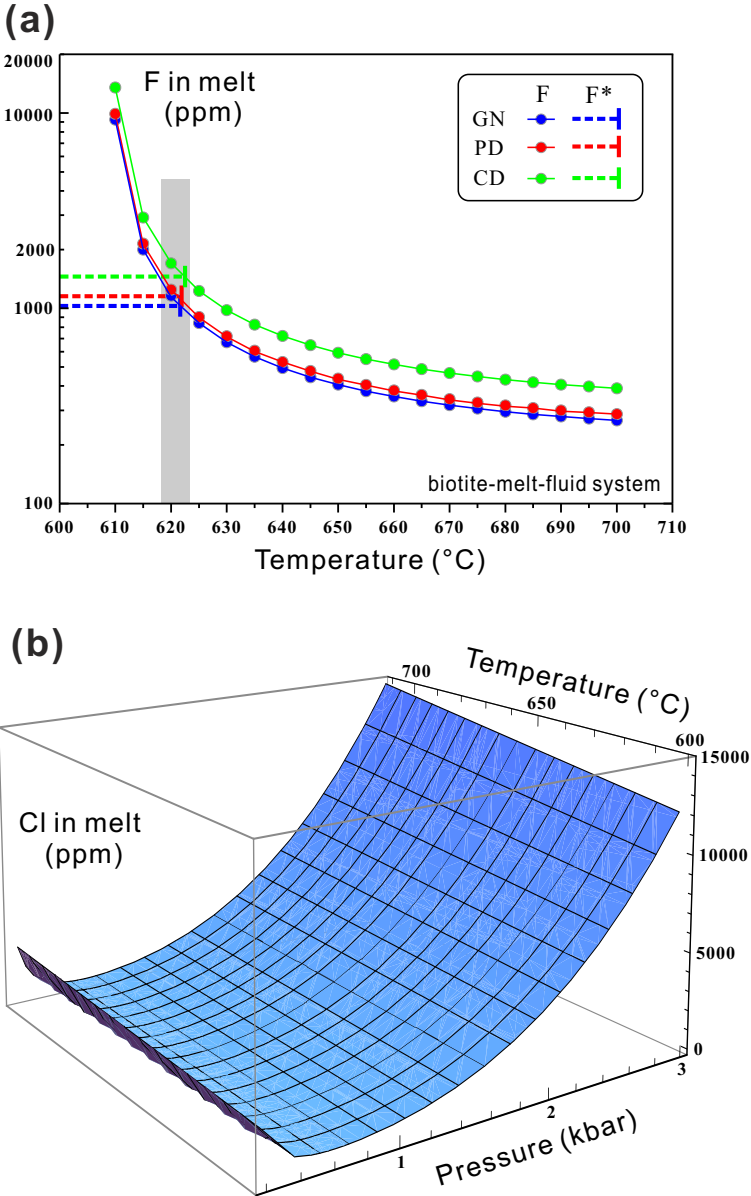 (a)
F in melt
(ppm)
F F*
GN
PD
CD
20000
10000
2000
1000
100
biotite-melt-fluid system
600 610 620 630 640 650 660 670 680 690 700 710
Temperature (°C)
(b)
Temperature (°C)
700 650 600
Cl in melt
(ppm)
15000
10000
5000
0
1 2 3
Pressure (kbar)